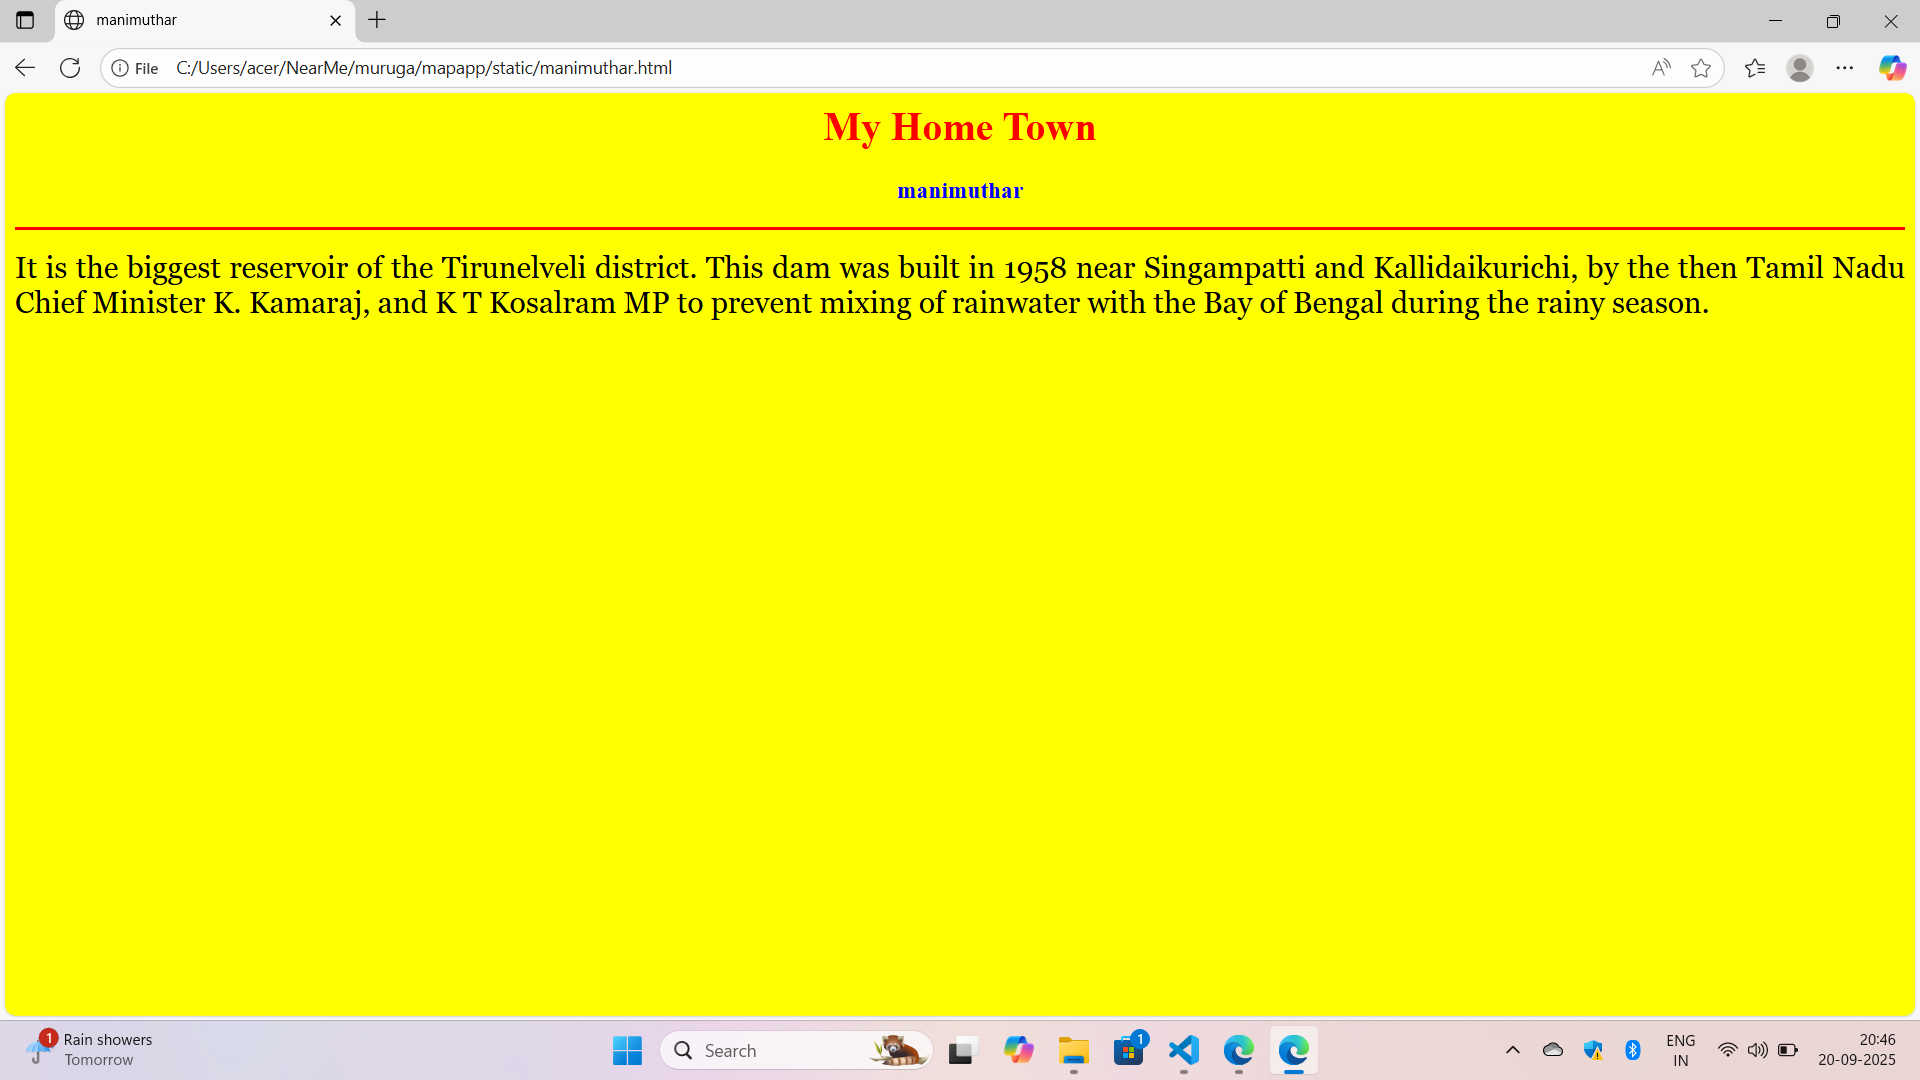 manimuthar
File C:/Users/acer/NearMe/muruga/mapapp/static/manimuthar.html
My Home Town
manimuthar
It is the biggest reservoir of the Tirunelveli district. This dam was built in 1958 near Singampatti and Kallidaikurichi, by the then Tamil Nadu
Chief Minister K. Kamaraj, and K T Kosalram MP to prevent mixing of rainwater with the Bay of Bengal during the rainy season.
1
Rain showers
Tomorrow
Search
1
ENG
IN
20:46
20-09-2025